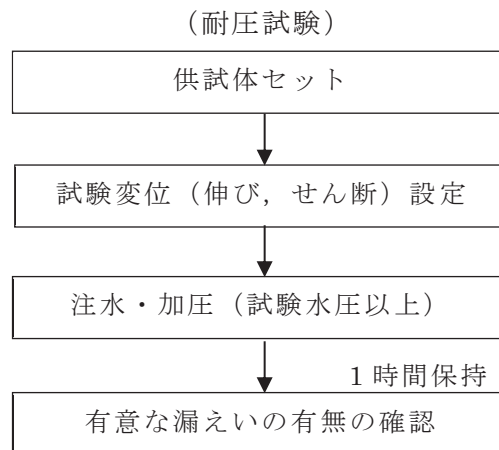 （耐圧試験）
供試体セット
試験変位（伸び，せん断）設定
注水・加圧（試験水圧以上）
１時間保持
有意な漏えいの有無の確認